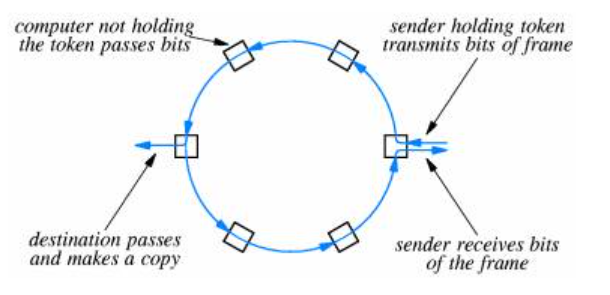 computer not holding
the token passes bits
sender holding token
transmits bits of frame
destination passes
and makes a copy
sender receives bits
of the frame